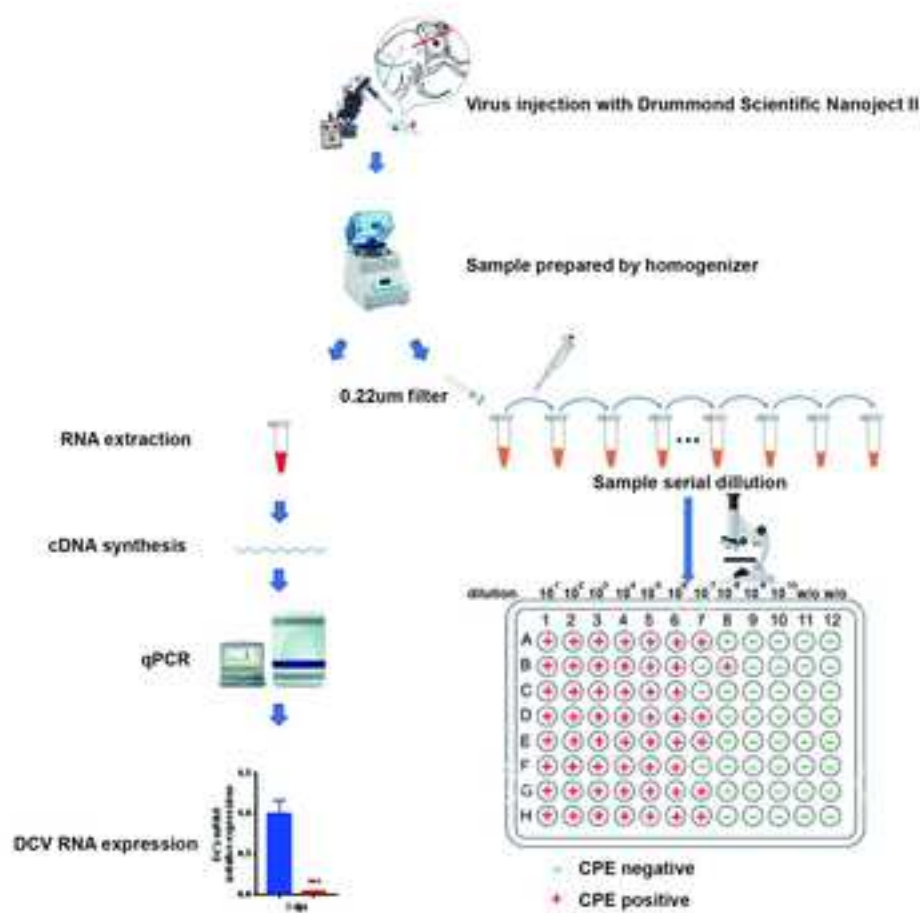 Virus injection with Drummond Scientific Nanoject II
Sample prepared by homogenizer
0.22um filter
RNA extraction
Sample serial dillution
cDNA synthesis
dilution
w/o w/o
1 2 3 4 5 6 7 8 9 10 11 12
A
B
C
D
E
F
G
H
qPCR
DCV RNA expression
- CPE negative
+ CPE positive